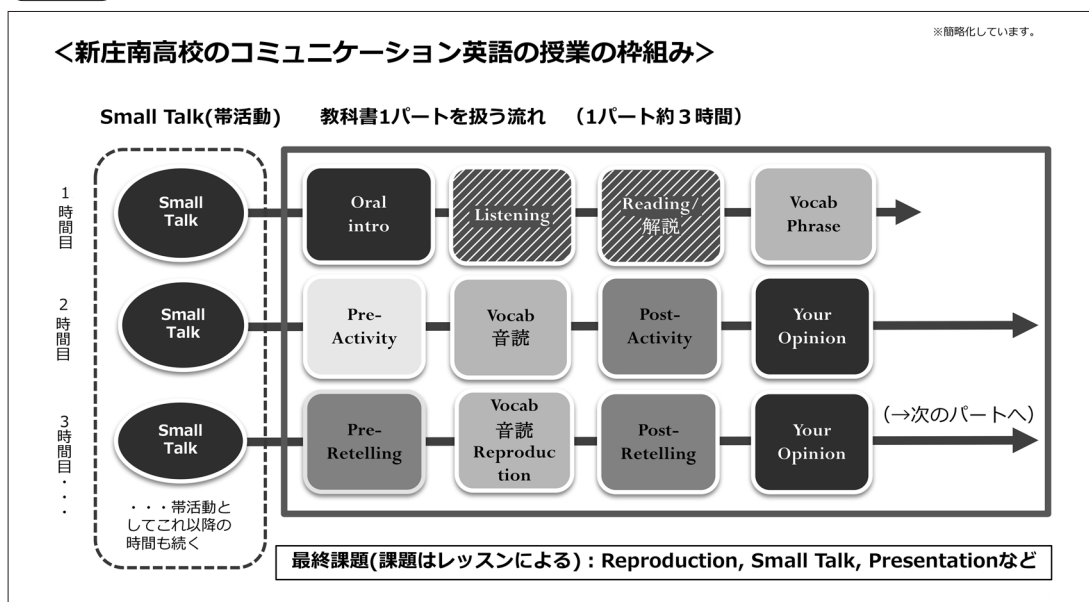 ※簡略化しています。
＜新庄南高校のコミュニケーション英語の授業の枠組み＞
Small Talk(帯活動)
教科書1パートを扱う流れ　（1パート約３時間）
1時間目
Small
Talk
Oral
intro
Listening
Reading/
解説
Vocab
Phrase
2時間目
Small
Talk
Pre-
Activity
Vocab
音読
Post-
Activity
Your
Opinion
3時間目・・・
Small
Talk
Pre-
Retelling
Vocab
音読
Reproduc
tion
Post-
Retelling
Your
Opinion
（→次のパートへ）
・・・帯活動と
してこれ以降の
時間も続く
最終課題(課題はレッスンによる)：Reproduction, Small Talk, Presentationなど